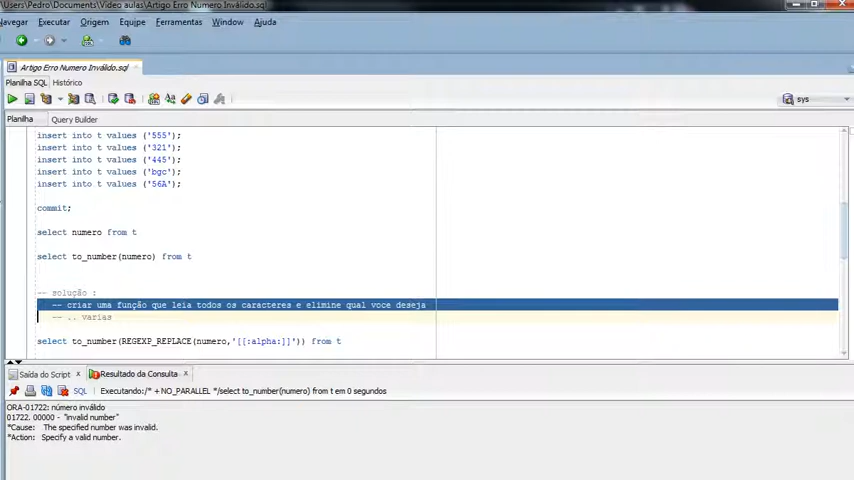 \Users\Pedro\Documents\Video aulas\Artigo Erro Numero Inválido.sql
Navegar Executar Origem Equipe Ferramentas Window Ajuda
Artigo Erro Numero Inválido.sql
Planilha SQL Histórico
sys
Planilha Query Builder
insert into t values ('555');
insert into t values ('321');
insert into t values ('445');
insert into t values ('bgc');
insert into t values ('56A');
commit;
select numero from t
select to_number(numero) from t
-- solução :
-- criar uma função que leia todos os caracteres e elimine qual voce deseja
-- .. varias
select to_number(REGEXP_REPLACE(numero,'[[:alpha:]]')) from t
Saída do Script x Resultado da Consulta x
SQL Executando:/* + NO_PARALLEL */select to_number(numero) from t em 0 segundos
ORA-01722: número inválido
01722. 00000 - "invalid number"
*Cause: The specified number was invalid.
*Action: Specify a valid number.